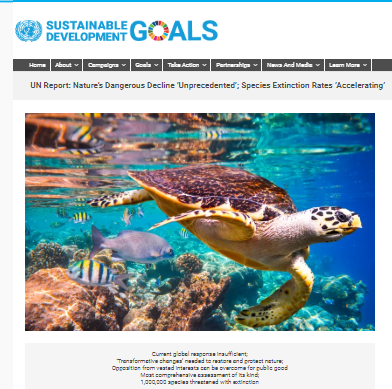 SUSTAINABLE
DEVELOPMENT
GOALS
Home About Campaigns Goals Take Action Partnerships News And Media Learn More
UN Report: Nature's Dangerous Decline 'Unprecedented'; Species Extinction Rates 'Accelerating'
Current global response insufficient;
'Transformative changes' needed to restore and protect nature;
Opposition from vested interests can be overcome for public good
Most comprehensive assessment of its kind;
1,000,000 species threatened with extinction